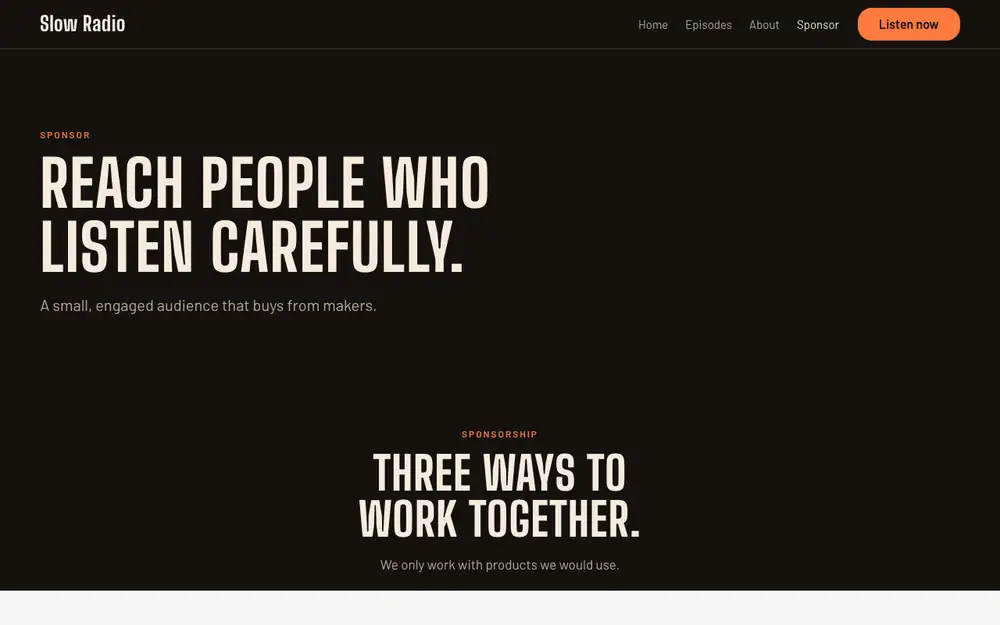 Slow Radio
Home Episodes About Sponsor Listen now
SPONSOR
REACH PEOPLE WHO
LISTEN CAREFULLY.
A small, engaged audience that buys from makers.
SPONSORSHIP
THREE WAYS TO
WORK TOGETHER.
We only work with products we would use.